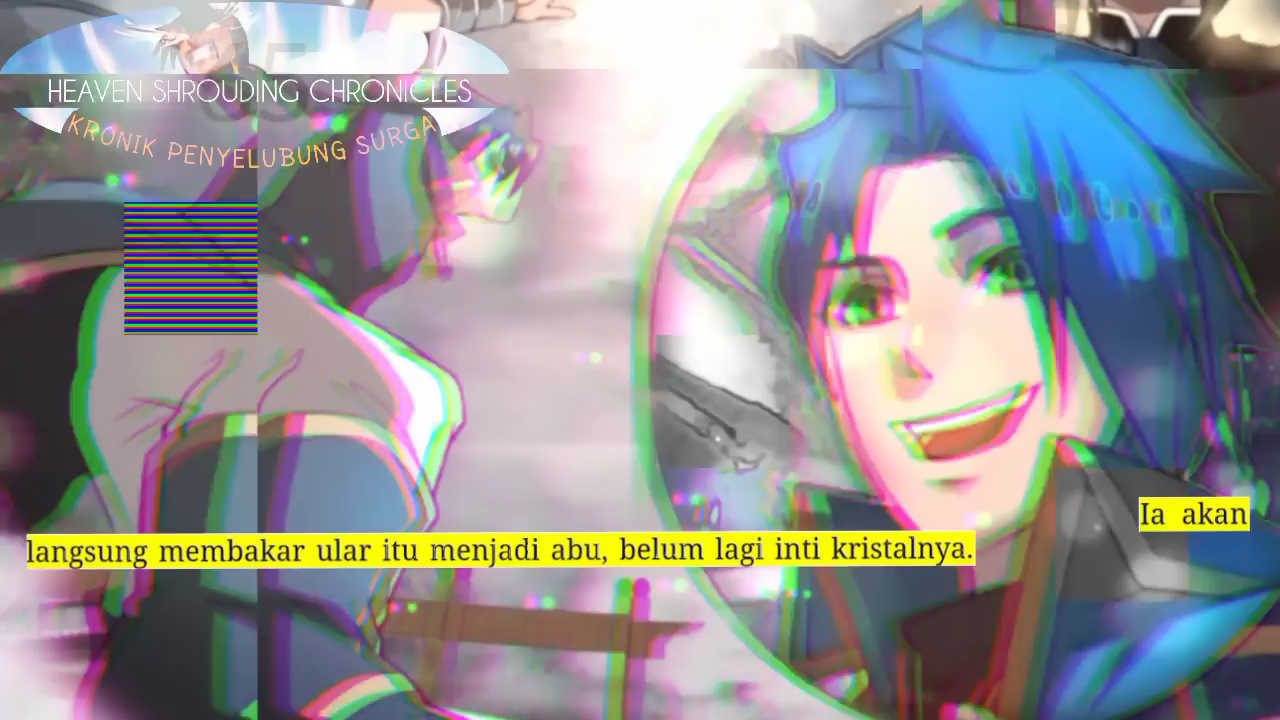 HEAVEN SHROUDING CHRONICLES
KRONIK PENYELUBUNG SURGA
Ia akan
langsung membakar ular itu menjadi abu, belum lagi inti kristalnya.